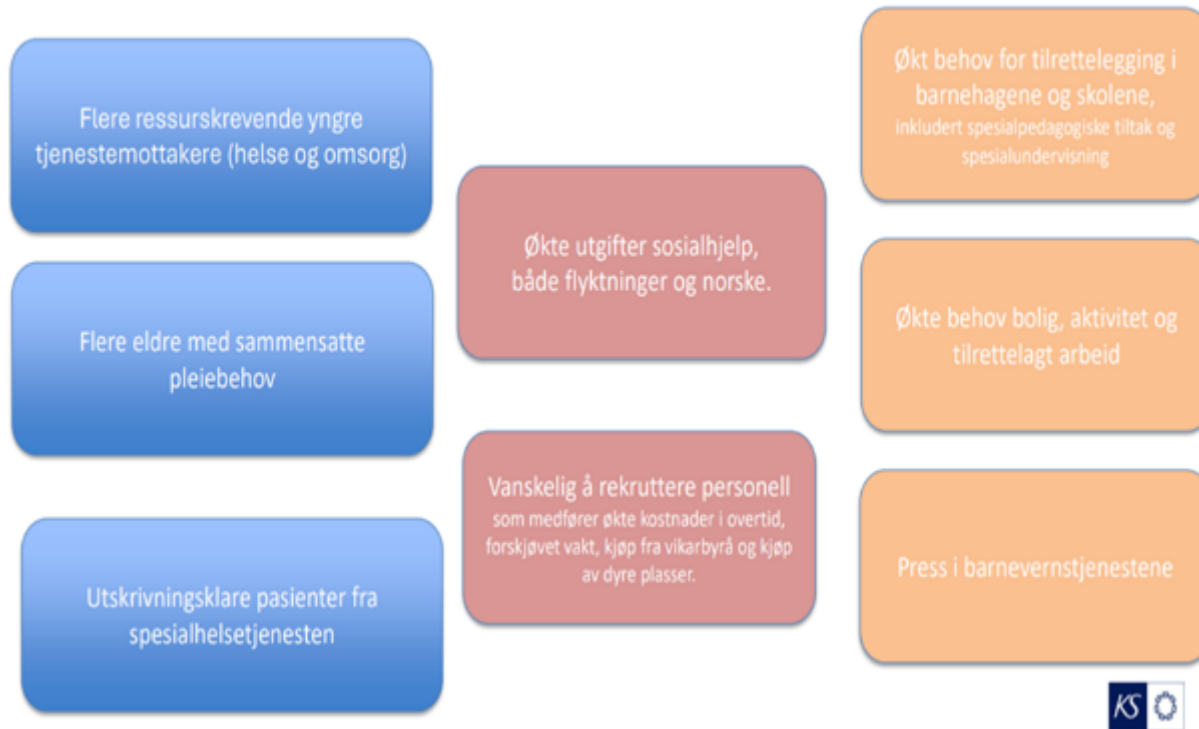 Flere ressurskrevende yngre
tjenestemottakere (helse og omsorg)
Flere eldre med sammensatte
pleiebehov
Utskrivningsklare pasienter fra
spesialhelsetjenesten
Økte utgifter sosialhjelp,
både flyktninger og norske.
Vanskelig å rekruttere personell
som medfører økte kostnader i overtid,
forskjøvet vakt, kjøp fra vikarbyrå og kjøp
av dyre plasser.
Økt behov for tilrettelegging i
barnehagene og skolene,
inkludert spesialpedagogiske tiltak og
spesialundervisning
Økte behov bolig, aktivitet og
tilrettelagt arbeid
Press i barnevernstjenestene
KS